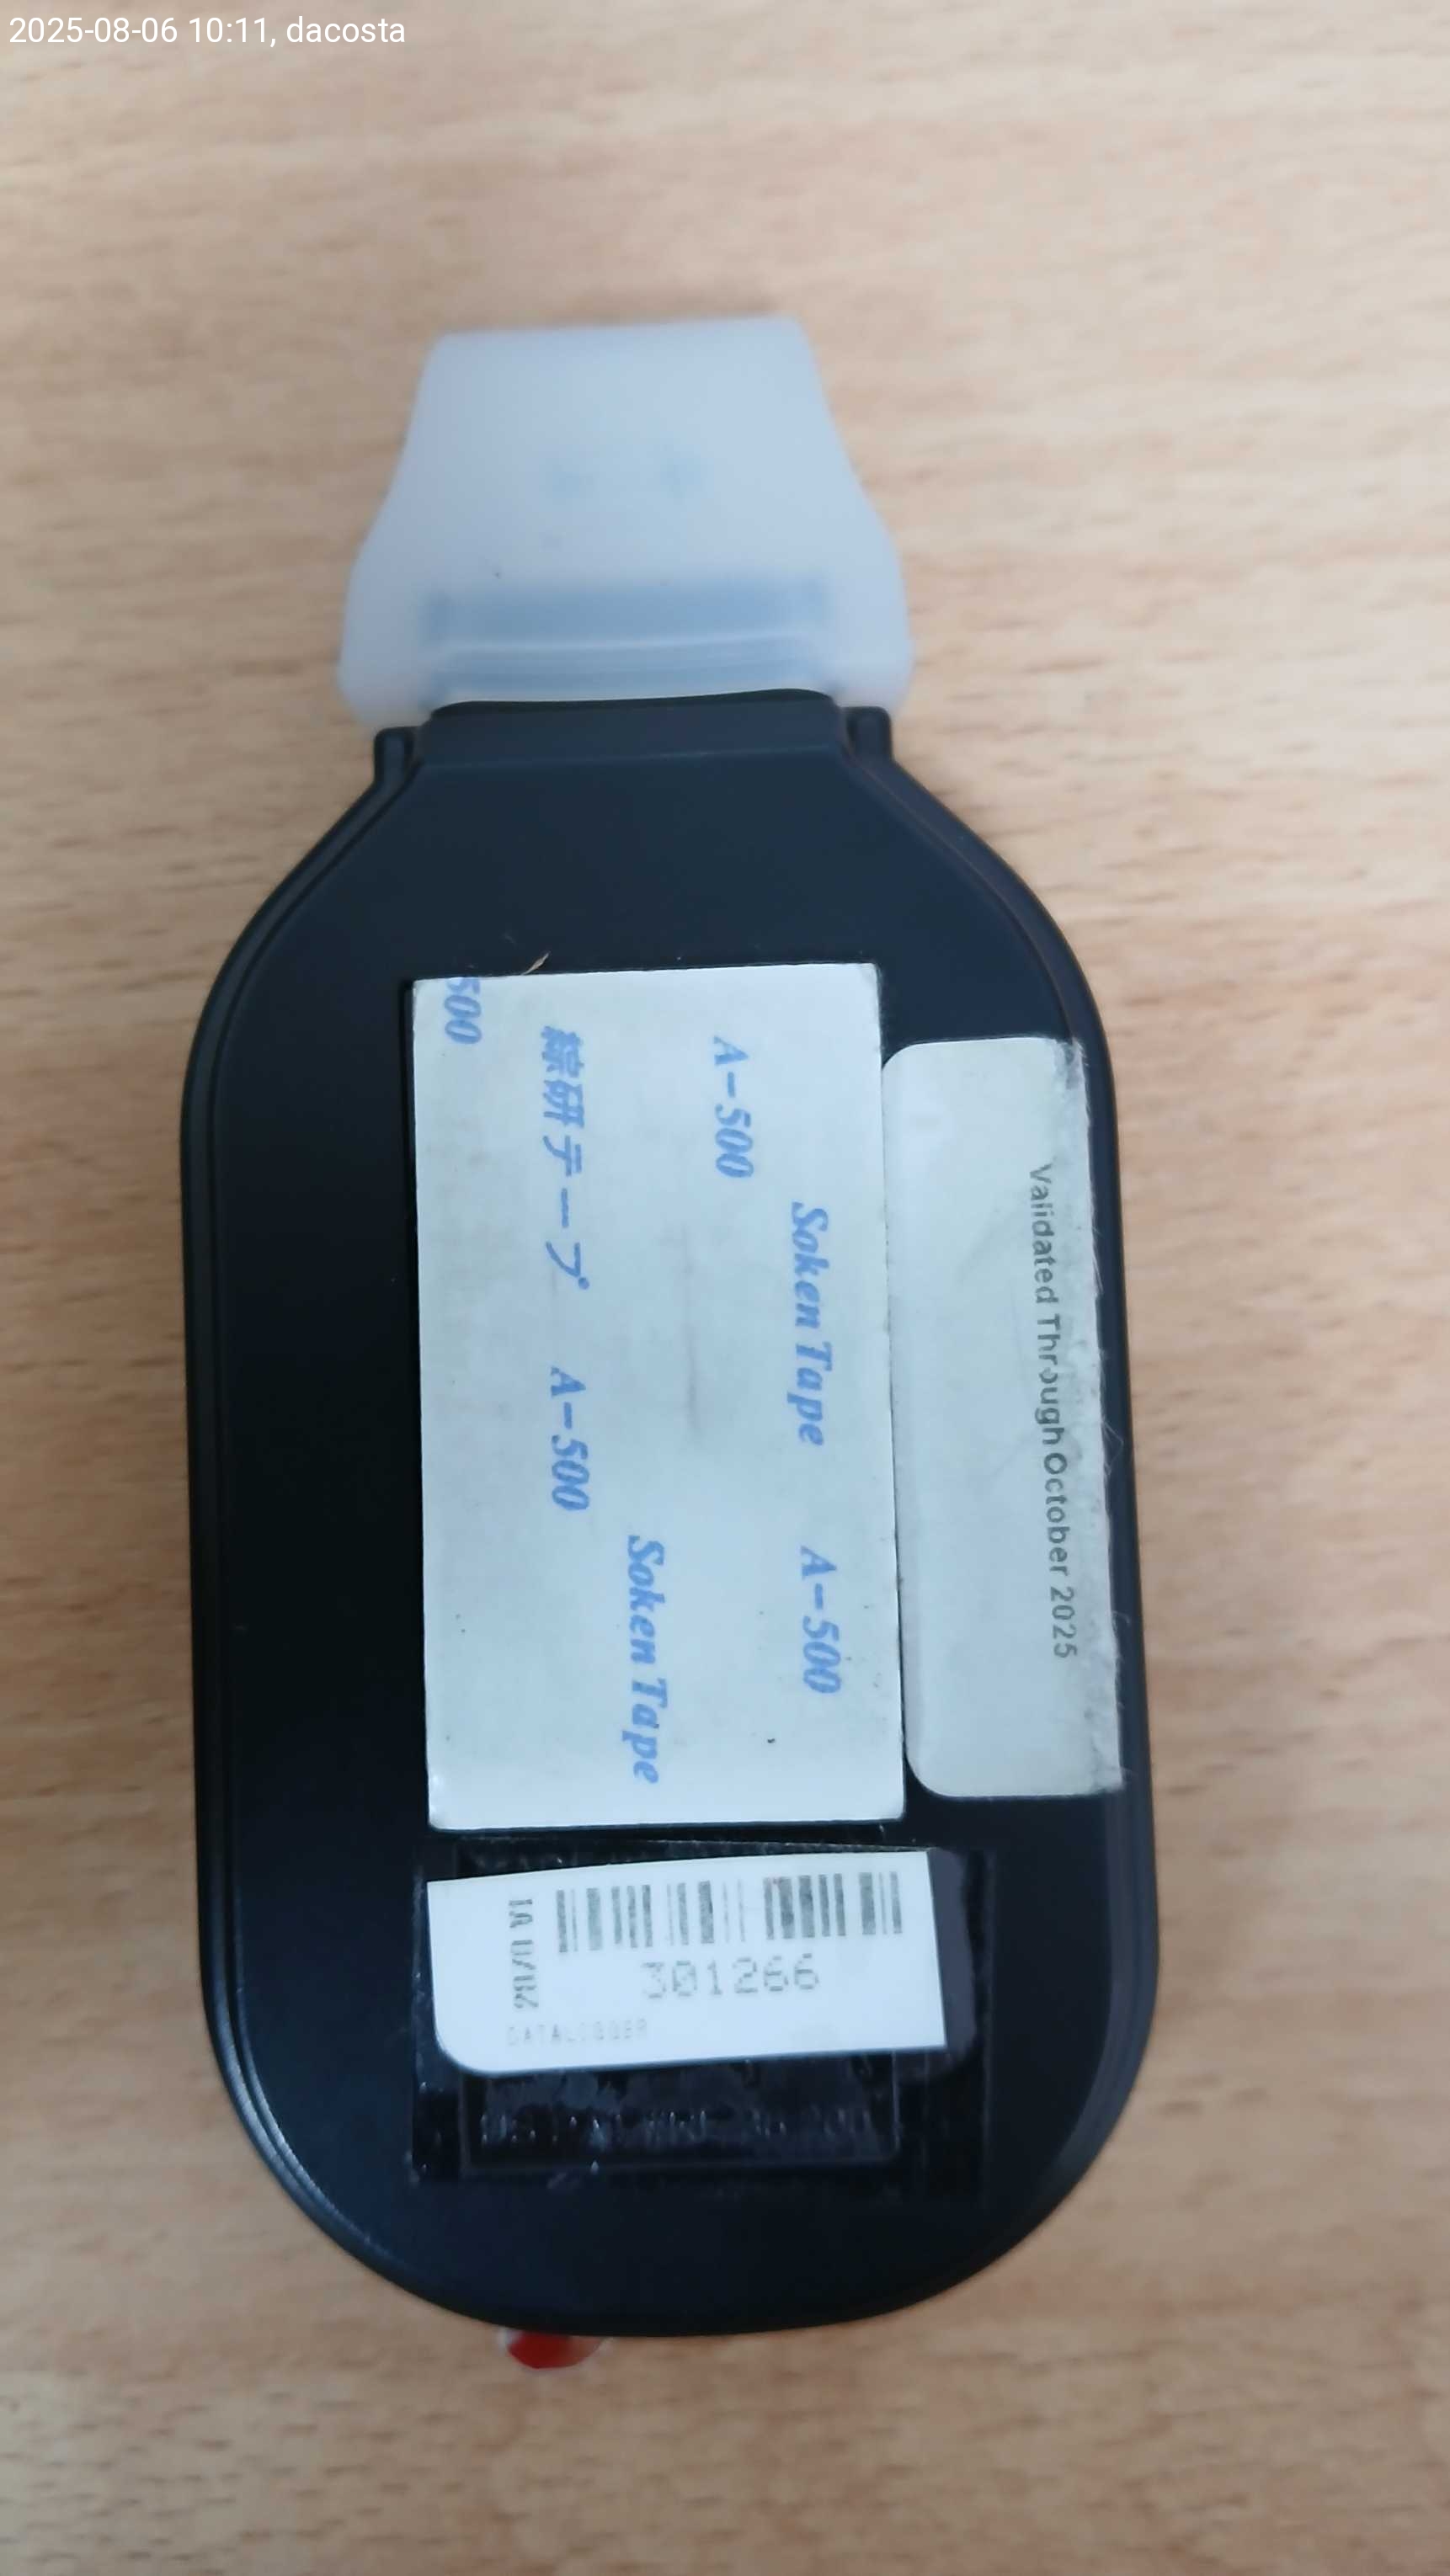 2025-08-06 10:11, dacosta
Validated Through October 2025
Soken Tape A-500
A-500
Soken Tape
綜研テープ A-500
500
301266
DATALOGGER